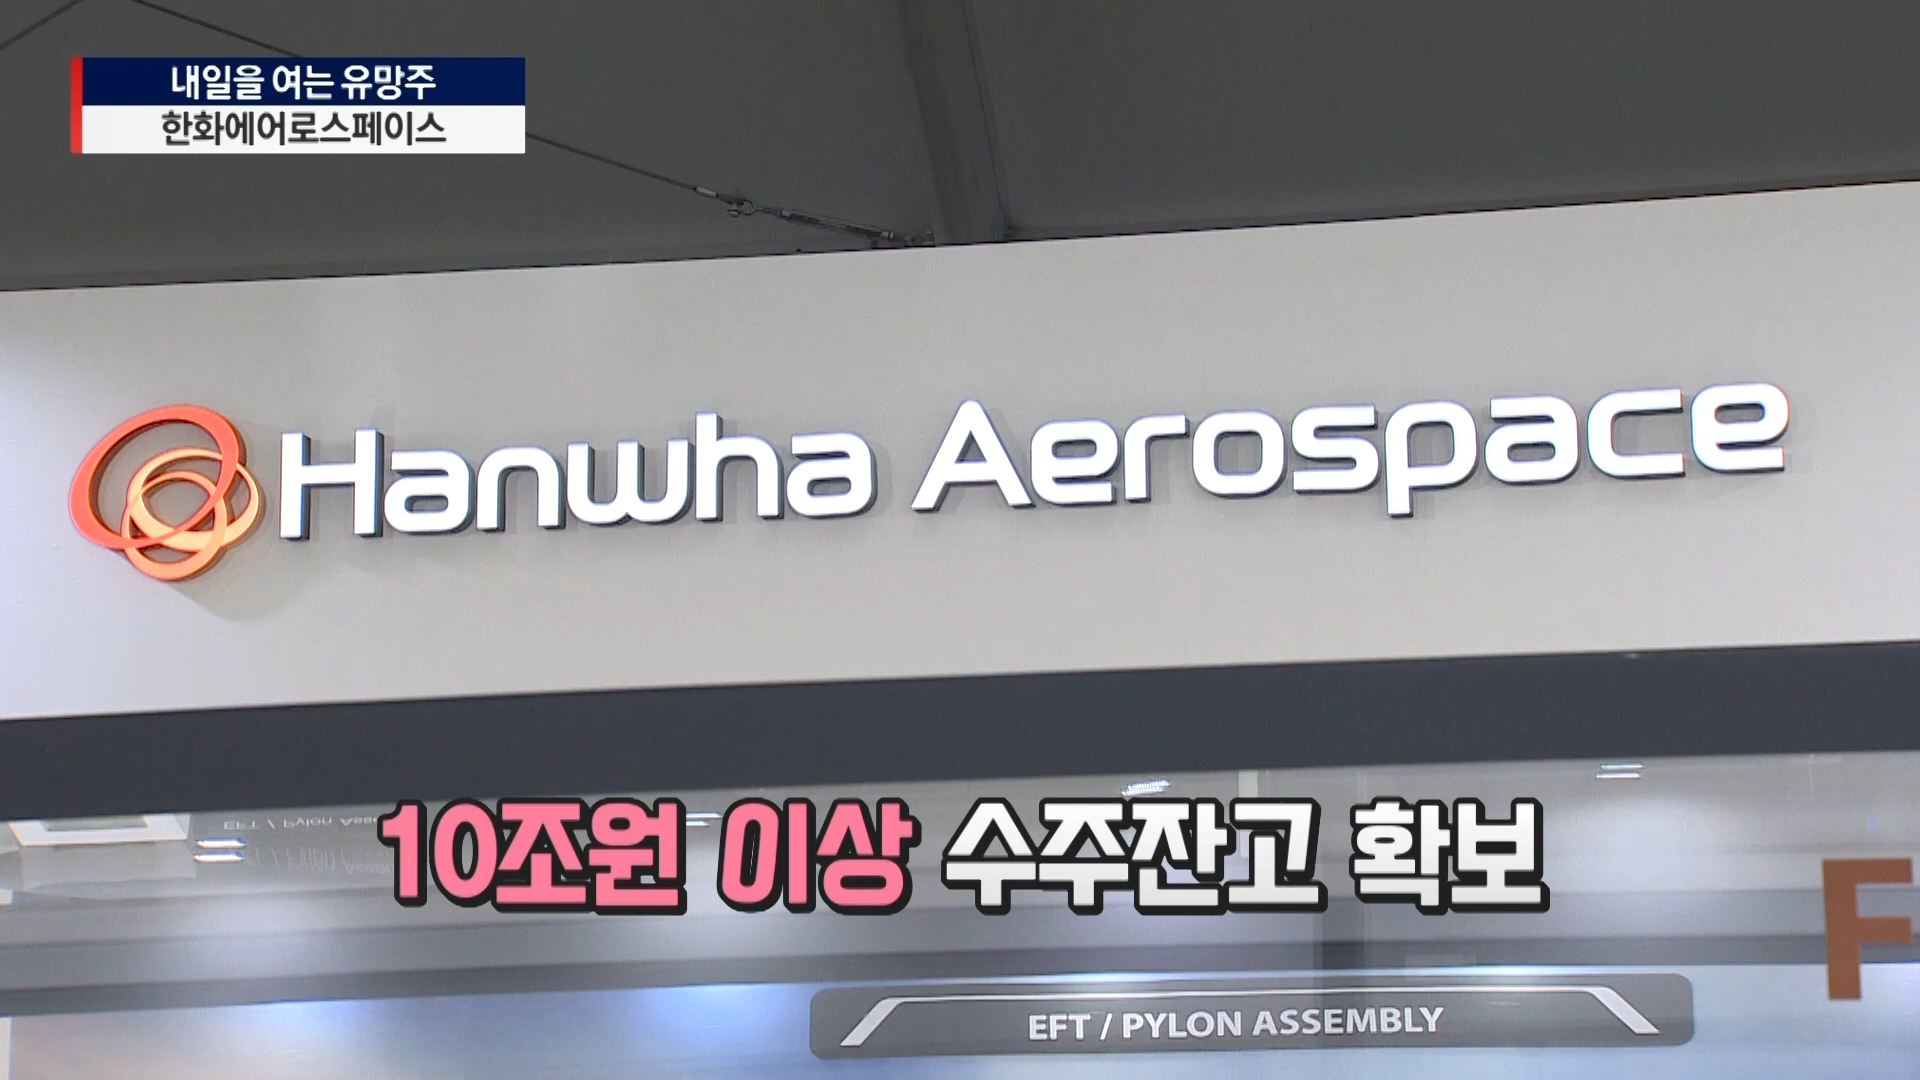 내일을 여는 유망주
한화에어로스페이스
Hanwha Aerospace
10조원 이상 수주잔고 확보
EFT / PYLON ASSEMBLY
F